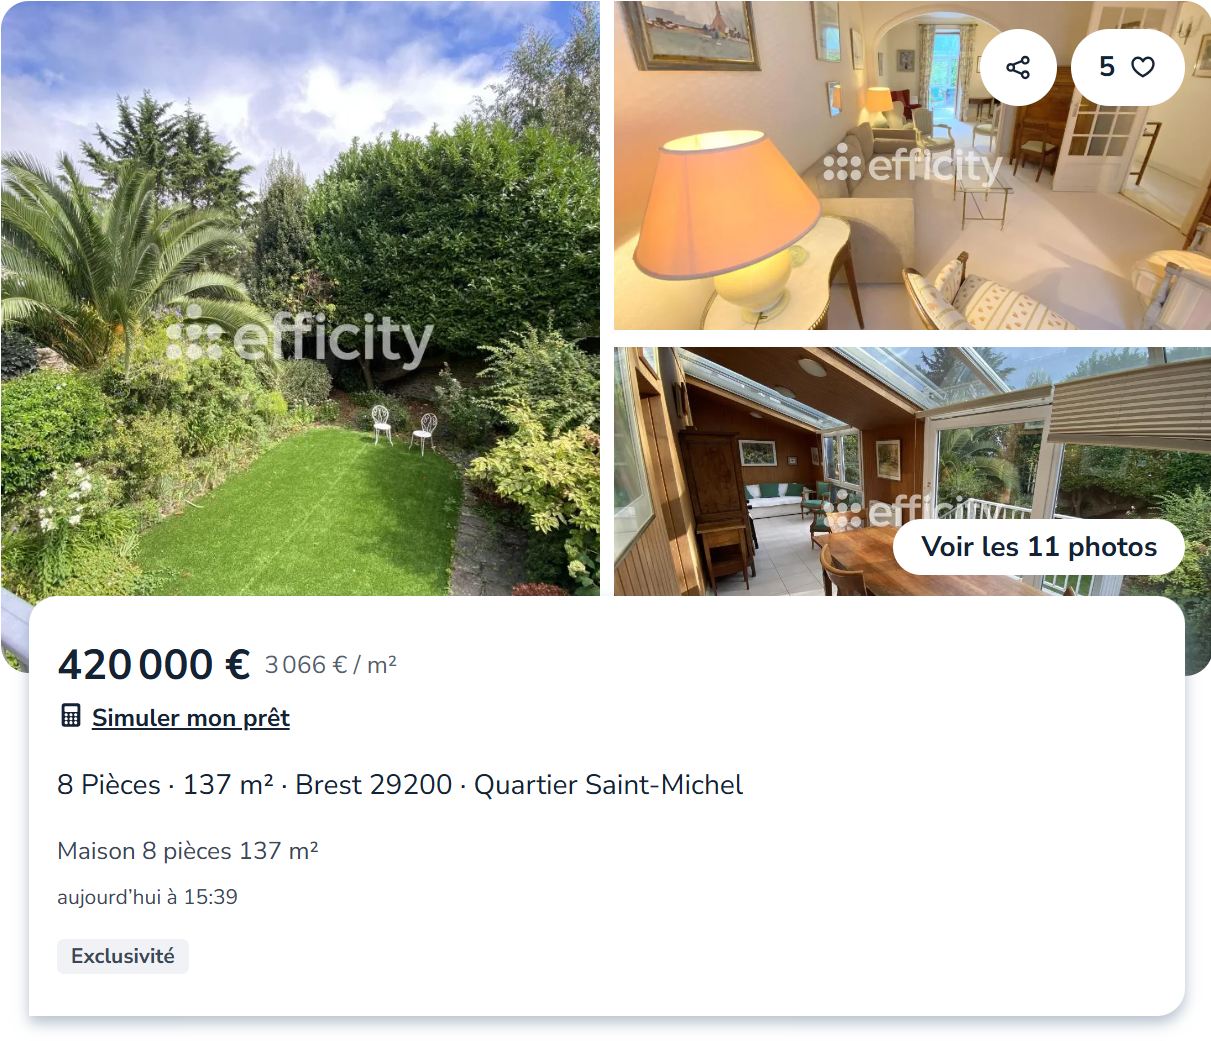 5
efficity
efficity
efficity
Voir les 11 photos
420 000 € 3 066 € / m²
Simuler mon prêt
8 Pièces · 137 m² · Brest 29200 · Quartier Saint-Michel
Maison 8 pièces 137 m²
aujourd’hui à 15:39
Exclusivité